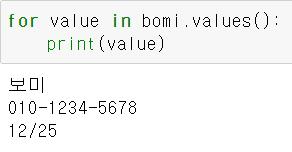 for value in bomi.values():
    print(value)
보미
010-1234-5678
12/25